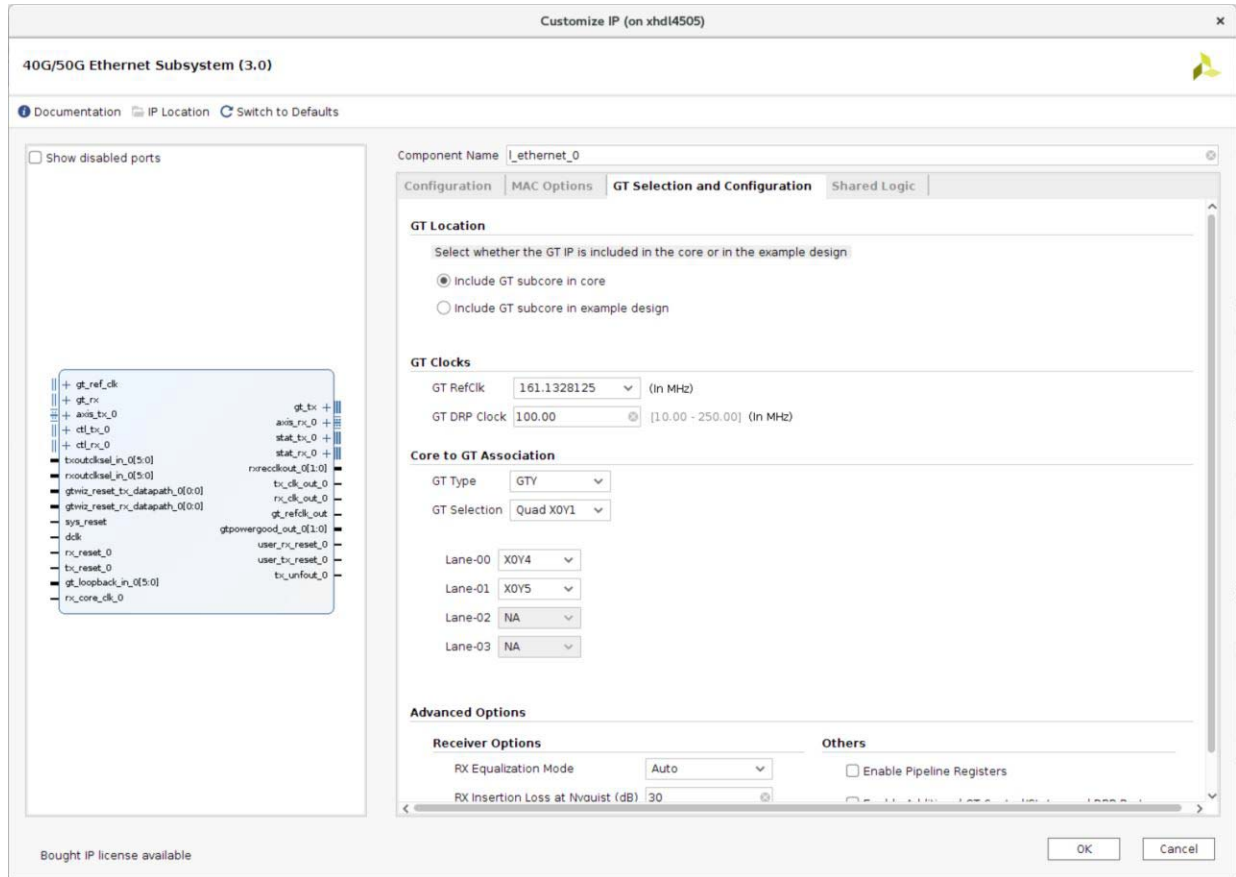 Customize IP (on xhdl4505)
40G/50G Ethernet Subsystem (3.0)
Documentation IP Location Switch to Defaults
Show disabled ports
+ gt_ref_clk
+ gt_rx
+ axis_tx_0
+ ctl_tx_0
+ ctl_rx_0
txoutclksel_in_0[5:0]
rxoutclksel_in_0[5:0]
gtwiz_reset_tx_datapath_0[0:0]
gtwiz_reset_rx_datapath_0[0:0]
sys_reset
dclk
rx_reset_0
tx_reset_0
gt_loopback_in_0[5:0]
rx_core_clk_0
gt_tx +
axis_rx_0 +
stat_tx_0 +
stat_rx_0 +
rxrecclkout_0[1:0]
tx_clk_out_0
rx_clk_out_0
gt_refclk_out
gtpowergood_out_0[1:0]
user_rx_reset_0
user_tx_reset_0
tx_unfout_0
Component Name l_ethernet_0
Configuration MAC Options GT Selection and Configuration Shared Logic
GT Location
Select whether the GT IP is included in the core or in the example design
Include GT subcore in core
Include GT subcore in example design
GT Clocks
GT RefClk 161.1328125 (In MHz)
GT DRP Clock 100.00 [10.00 - 250.00] (In MHz)
Core to GT Association
GT Type GTY
GT Selection Quad X0Y1
Lane-00 X0Y4
Lane-01 X0Y5
Lane-02 NA
Lane-03 NA
Advanced Options
Receiver Options Others
RX Equalization Mode Auto Enable Pipeline Registers
RX Insertion Loss at Nyquist (dB) 30
Bought IP license available
OK Cancel